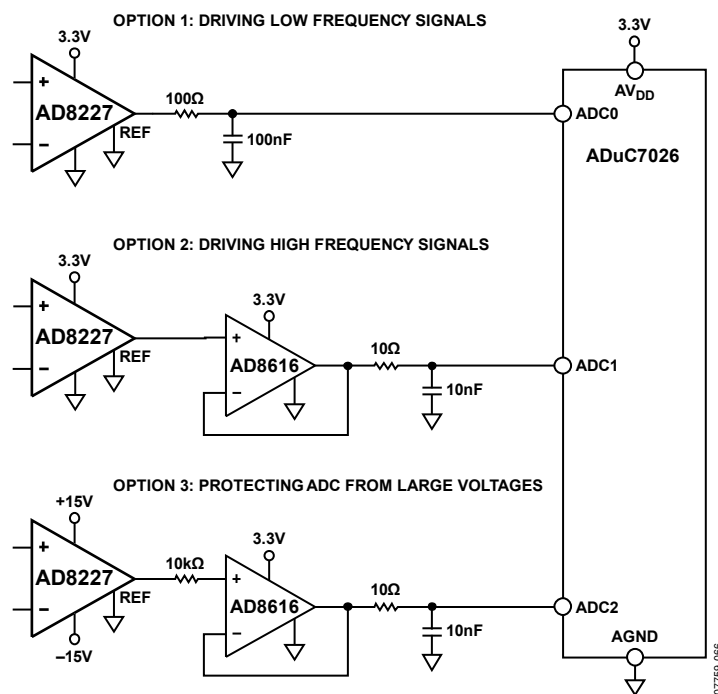 OPTION 1: DRIVING LOW FREQUENCY SIGNALS
3.3V
3.3V
+
AD8227
−
REF
100Ω
100nF
AVDD
ADC0
ADuC7026
OPTION 2: DRIVING HIGH FREQUENCY SIGNALS
3.3V
+
AD8227
−
REF
3.3V
+
AD8616
−
10Ω
10nF
ADC1
OPTION 3: PROTECTING ADC FROM LARGE VOLTAGES
+15V
+
AD8227
−
REF
−15V
10kΩ
3.3V
+
AD8616
−
10Ω
10nF
ADC2
AGND
07759-066